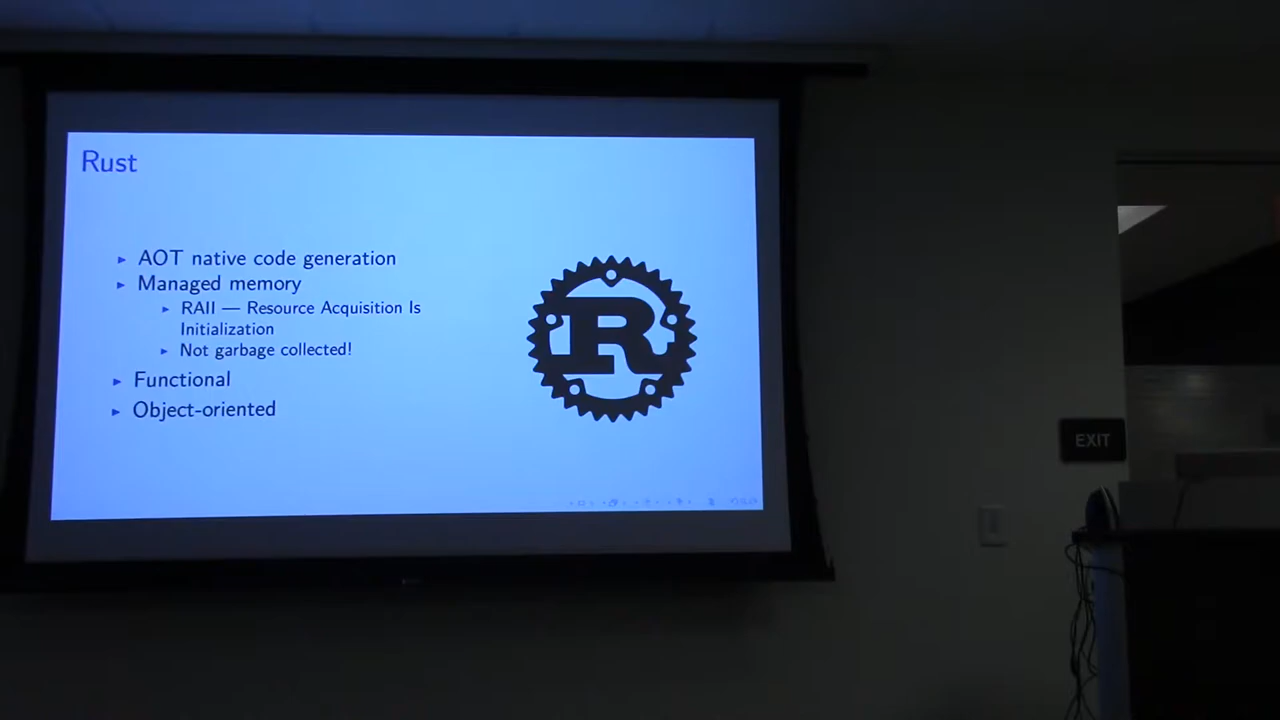 Rust
▸ AOT native code generation
▸ Managed memory
▸ RAII — Resource Acquisition Is
Initialization
▸ Not garbage collected!
▸ Functional
▸ Object-oriented
R
EXIT